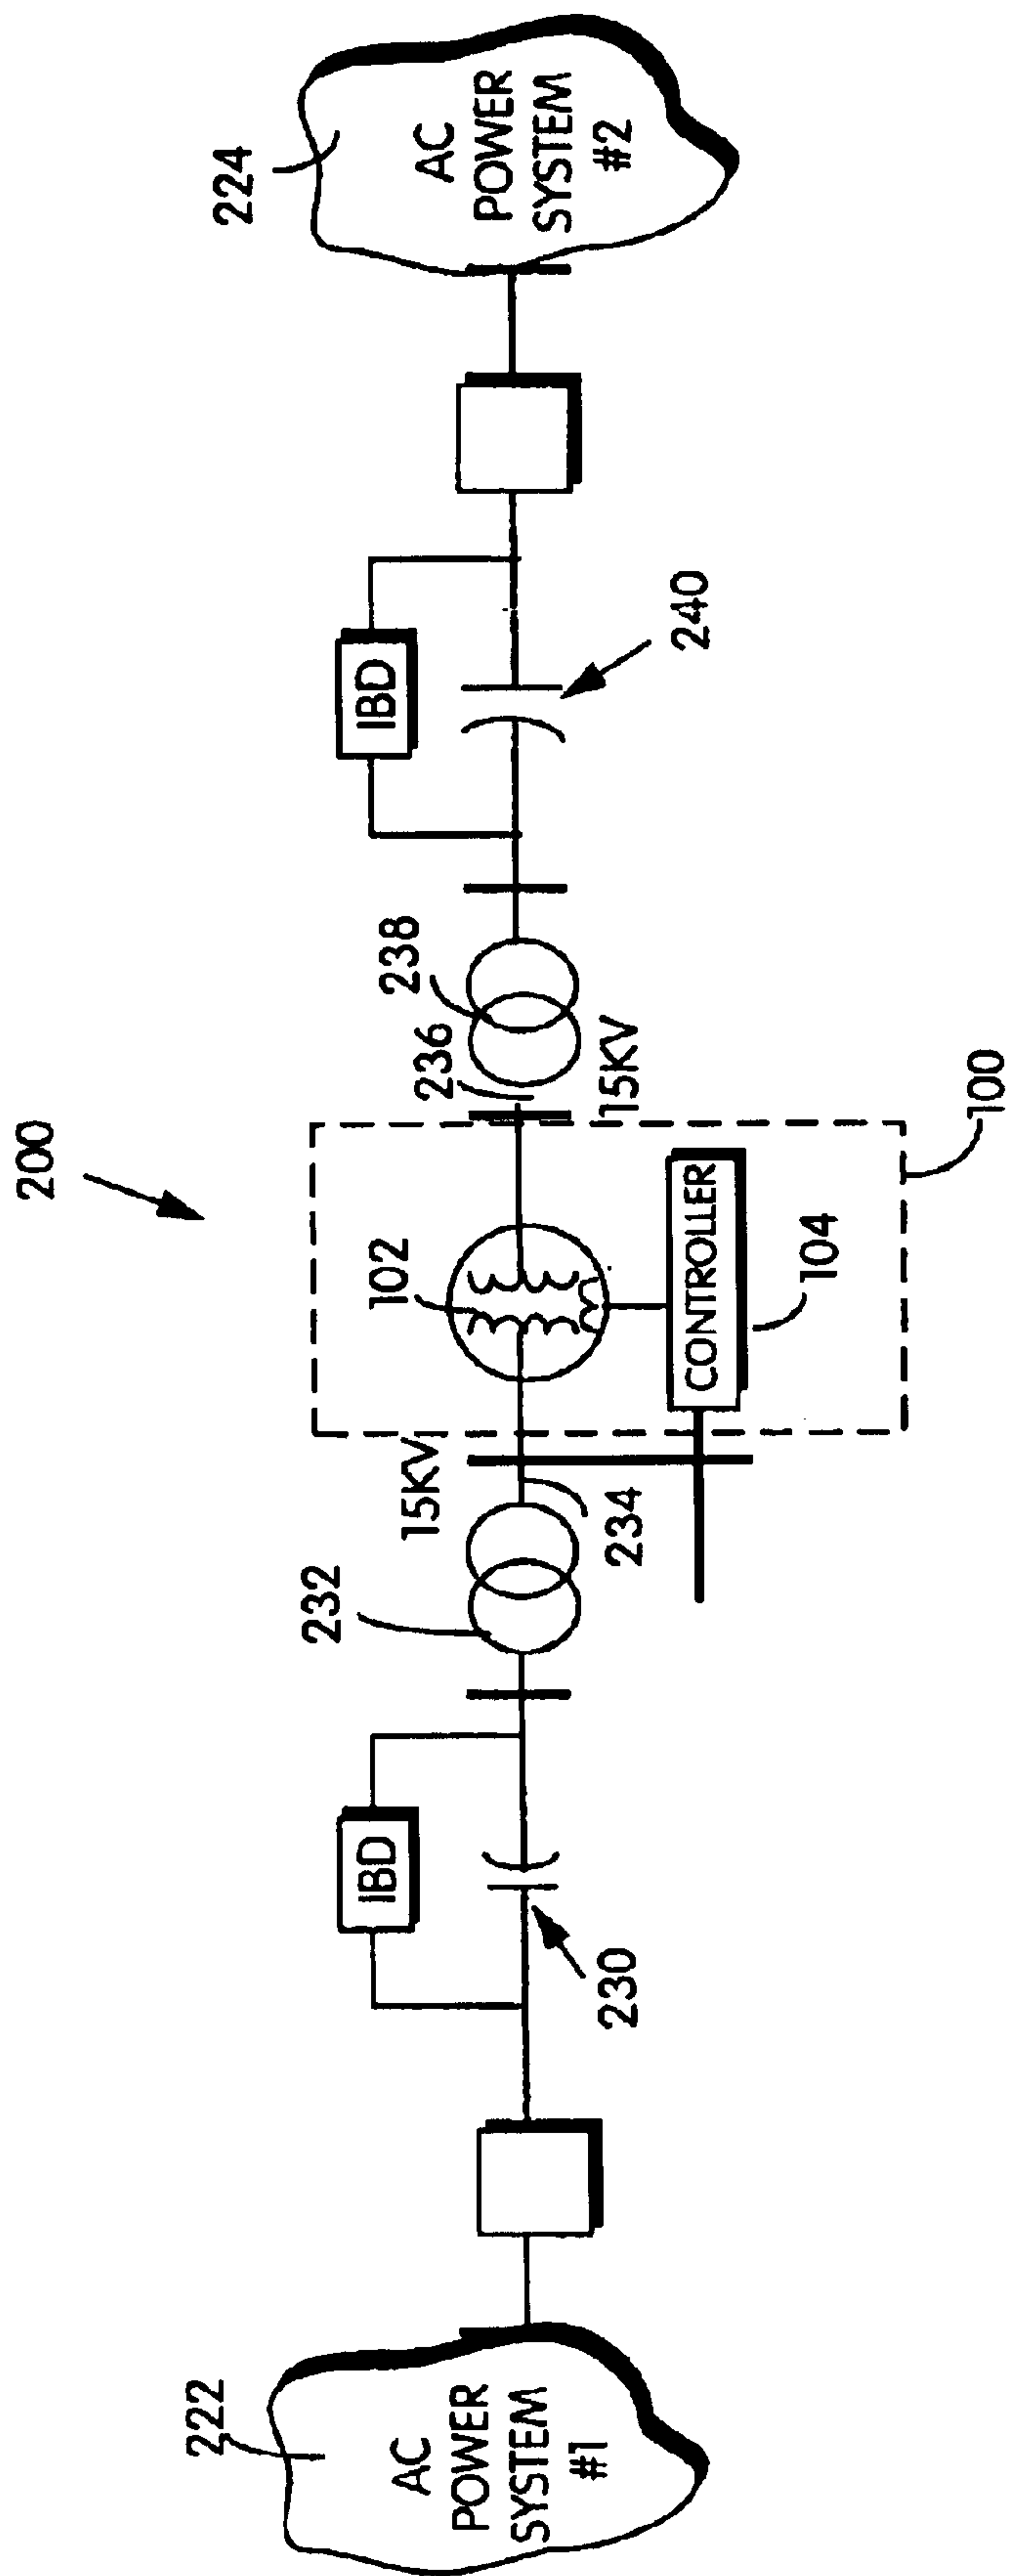 200
222
AC
POWER
SYSTEM
#1
IBD
230
232
15KV
234
102
CONTROLLER
104
100
15KV
236
238
IBD
240
224
AC
POWER
SYSTEM
#2